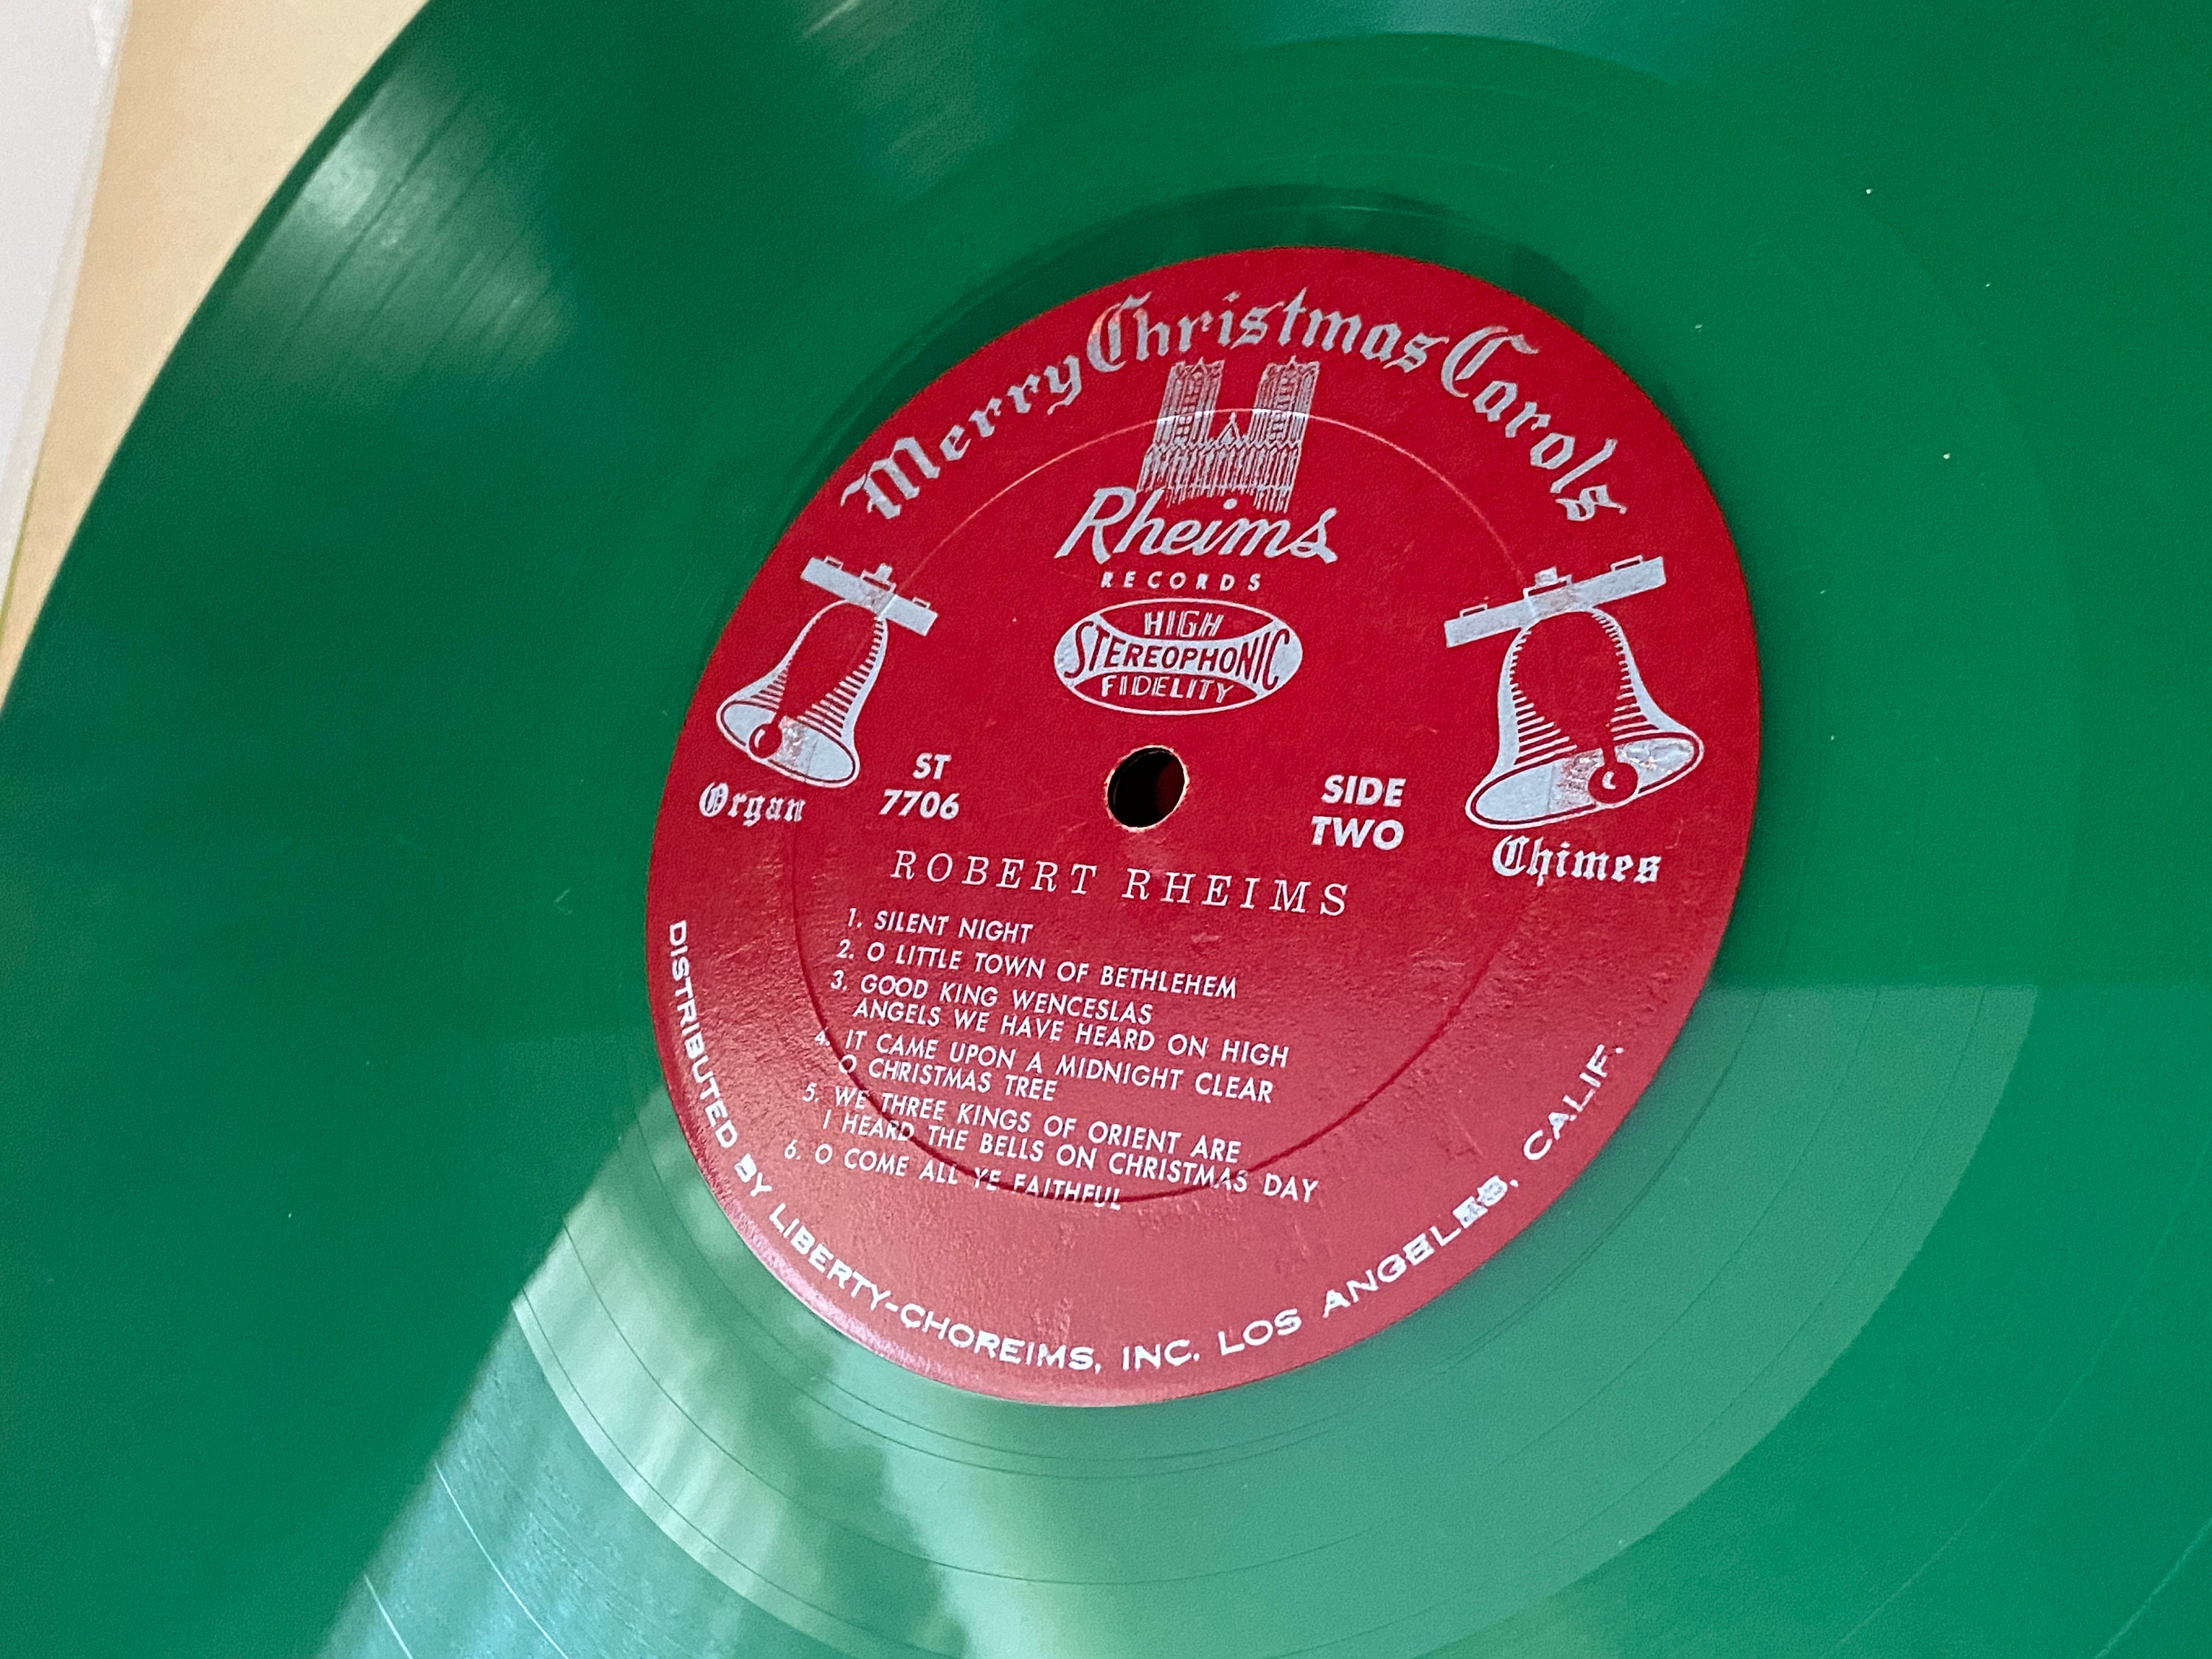 Merry Christmas Carols
Rheims
RECORDS
HIGH
STEREOPHONIC
FIDELITY
Organ
ST
7706
SIDE
TWO
Chimes
ROBERT RHEIMS
1. SILENT NIGHT
2. O LITTLE TOWN OF BETHLEHEM
3. GOOD KING WENCESLAS
ANGELS WE HAVE HEARD ON HIGH
4. IT CAME UPON A MIDNIGHT CLEAR
O CHRISTMAS TREE
5. WE THREE KINGS OF ORIENT ARE
I HEARD THE BELLS ON CHRISTMAS DAY
6. O COME ALL YE FAITHFUL
DISTRIBUTED BY LIBERTY-CHOREIMS, INC. LOS ANGELES, CALIF.